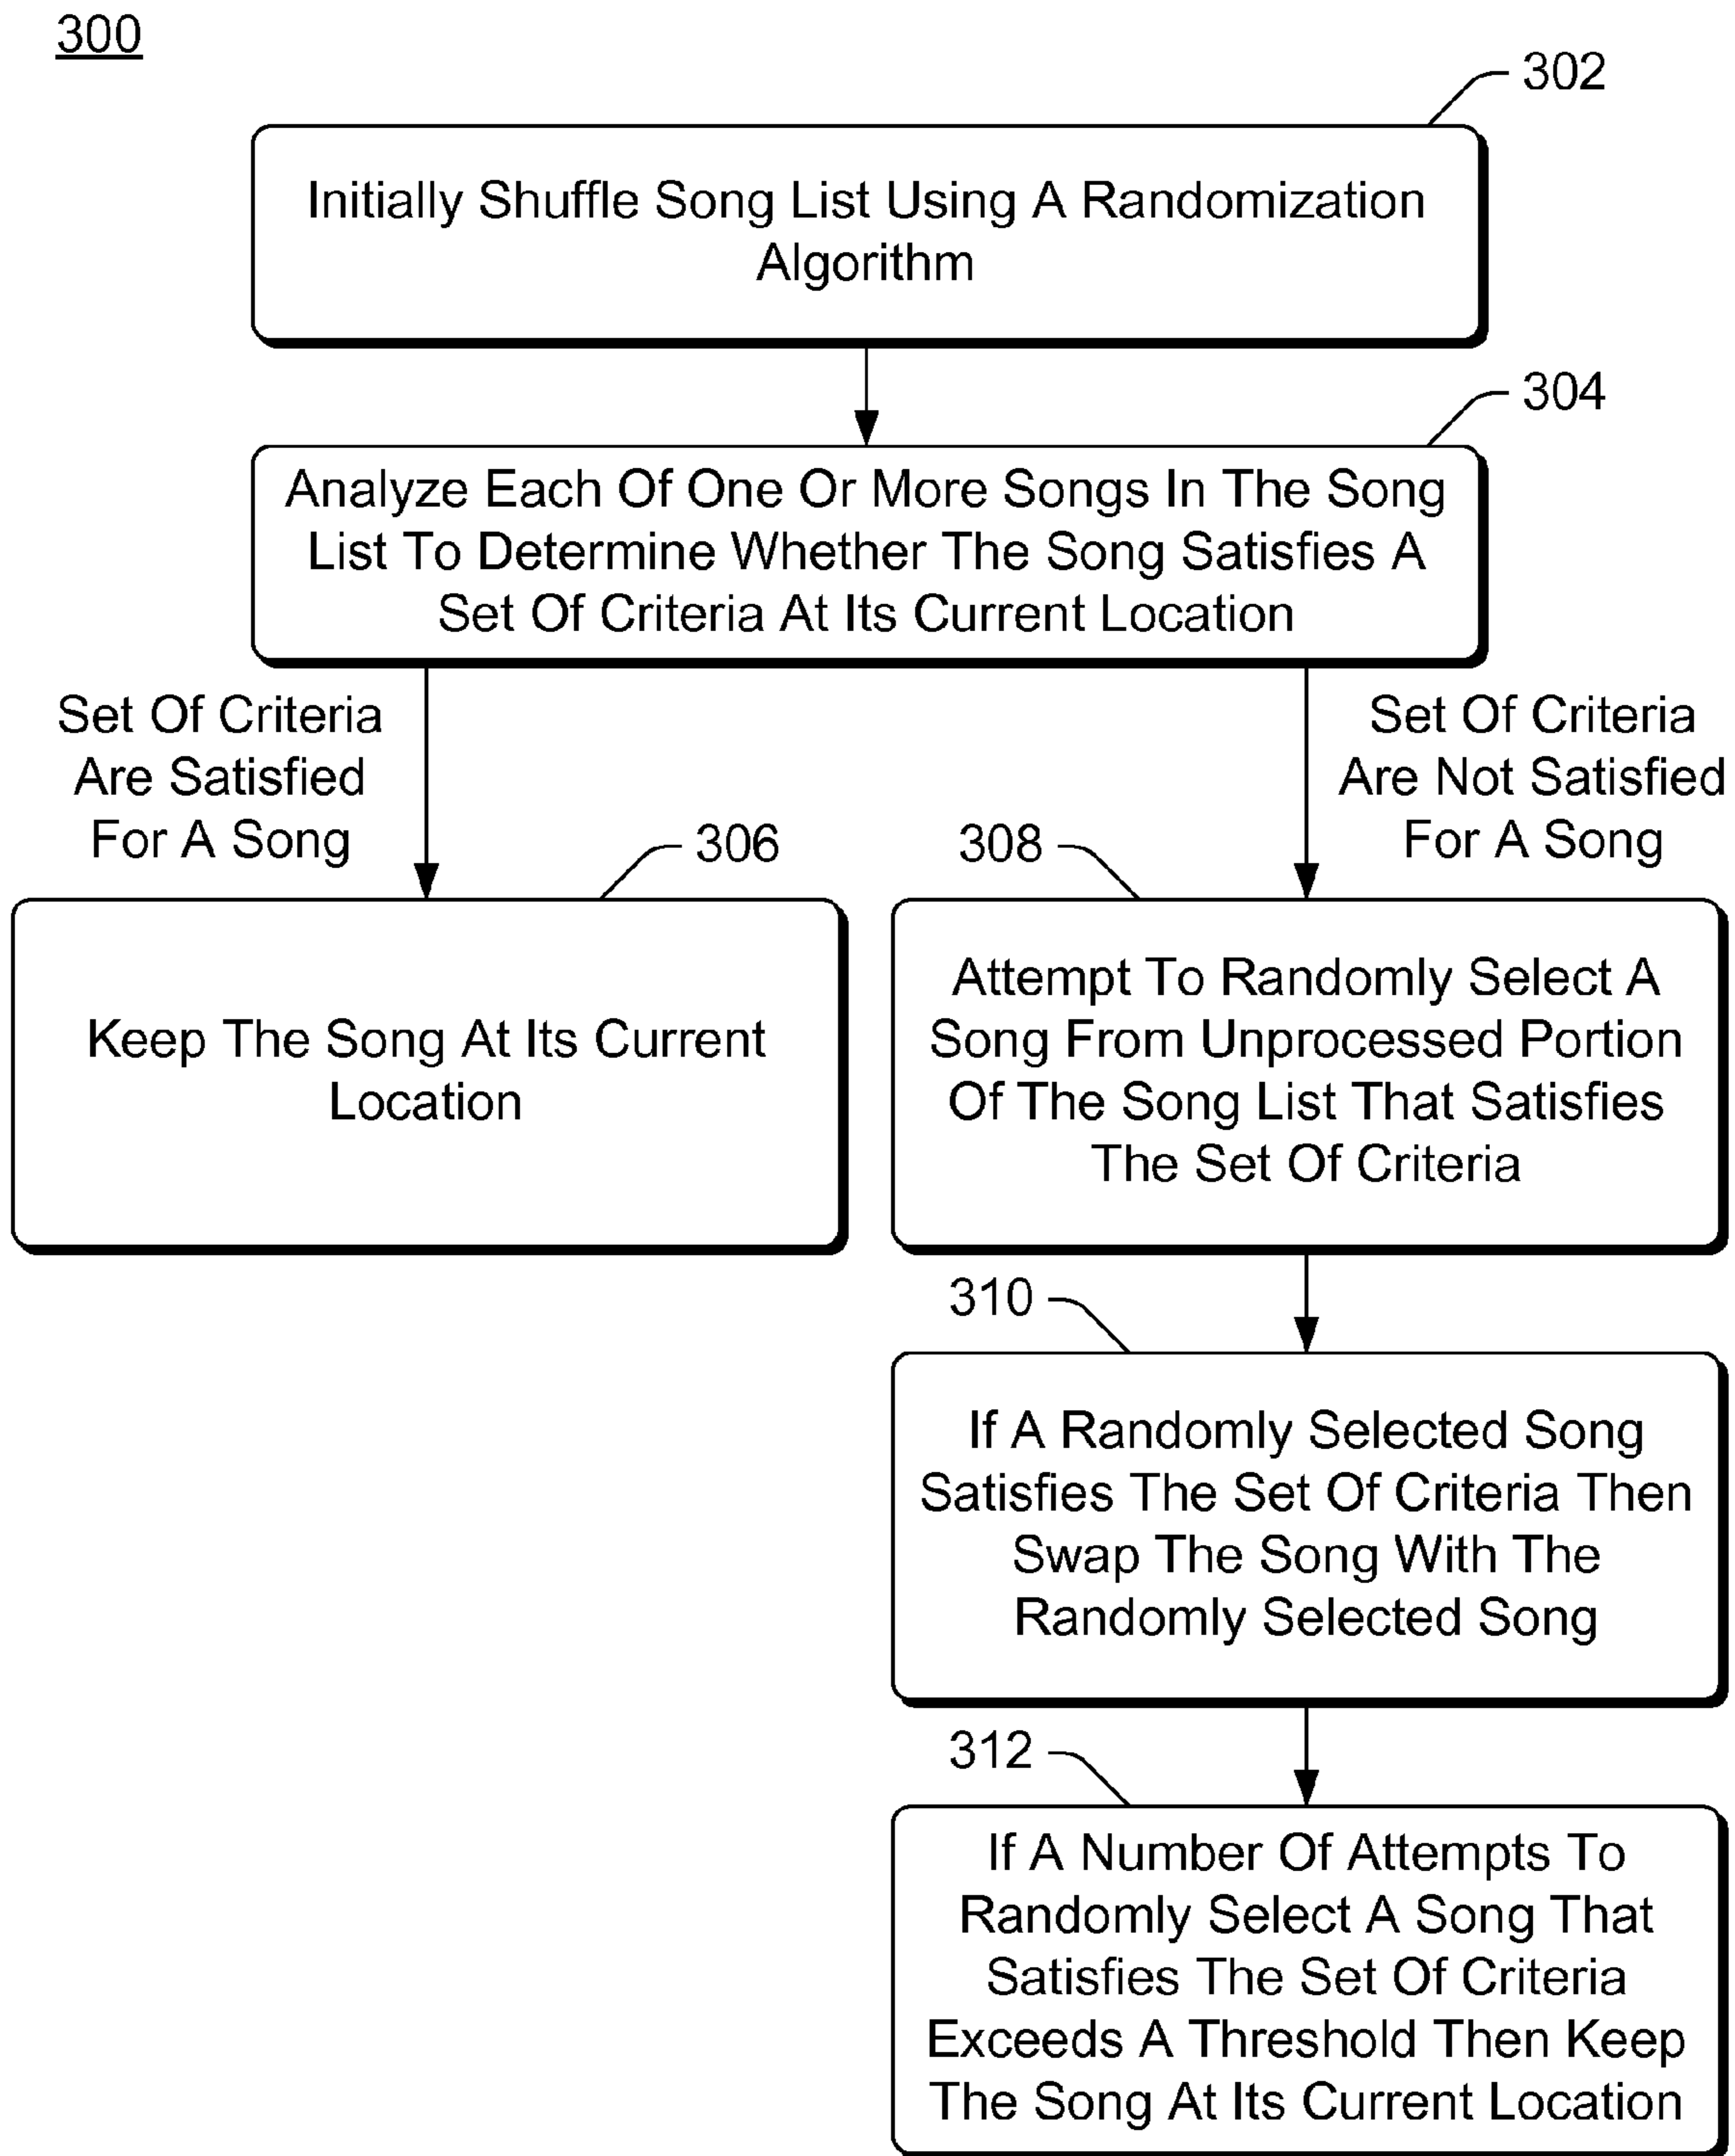 300
302
Initially Shuffle Song List Using A Randomization
Algorithm
304
Analyze Each Of One Or More Songs In The Song
List To Determine Whether The Song Satisfies A
Set Of Criteria At Its Current Location
Set Of Criteria
Are Satisfied
For A Song
Set Of Criteria
Are Not Satisfied
For A Song
306
Keep The Song At Its Current
Location
308
Attempt To Randomly Select A
Song From Unprocessed Portion
Of The Song List That Satisfies
The Set Of Criteria
310
If A Randomly Selected Song
Satisfies The Set Of Criteria Then
Swap The Song With The
Randomly Selected Song
312
If A Number Of Attempts To
Randomly Select A Song That
Satisfies The Set Of Criteria
Exceeds A Threshold Then Keep
The Song At Its Current Location